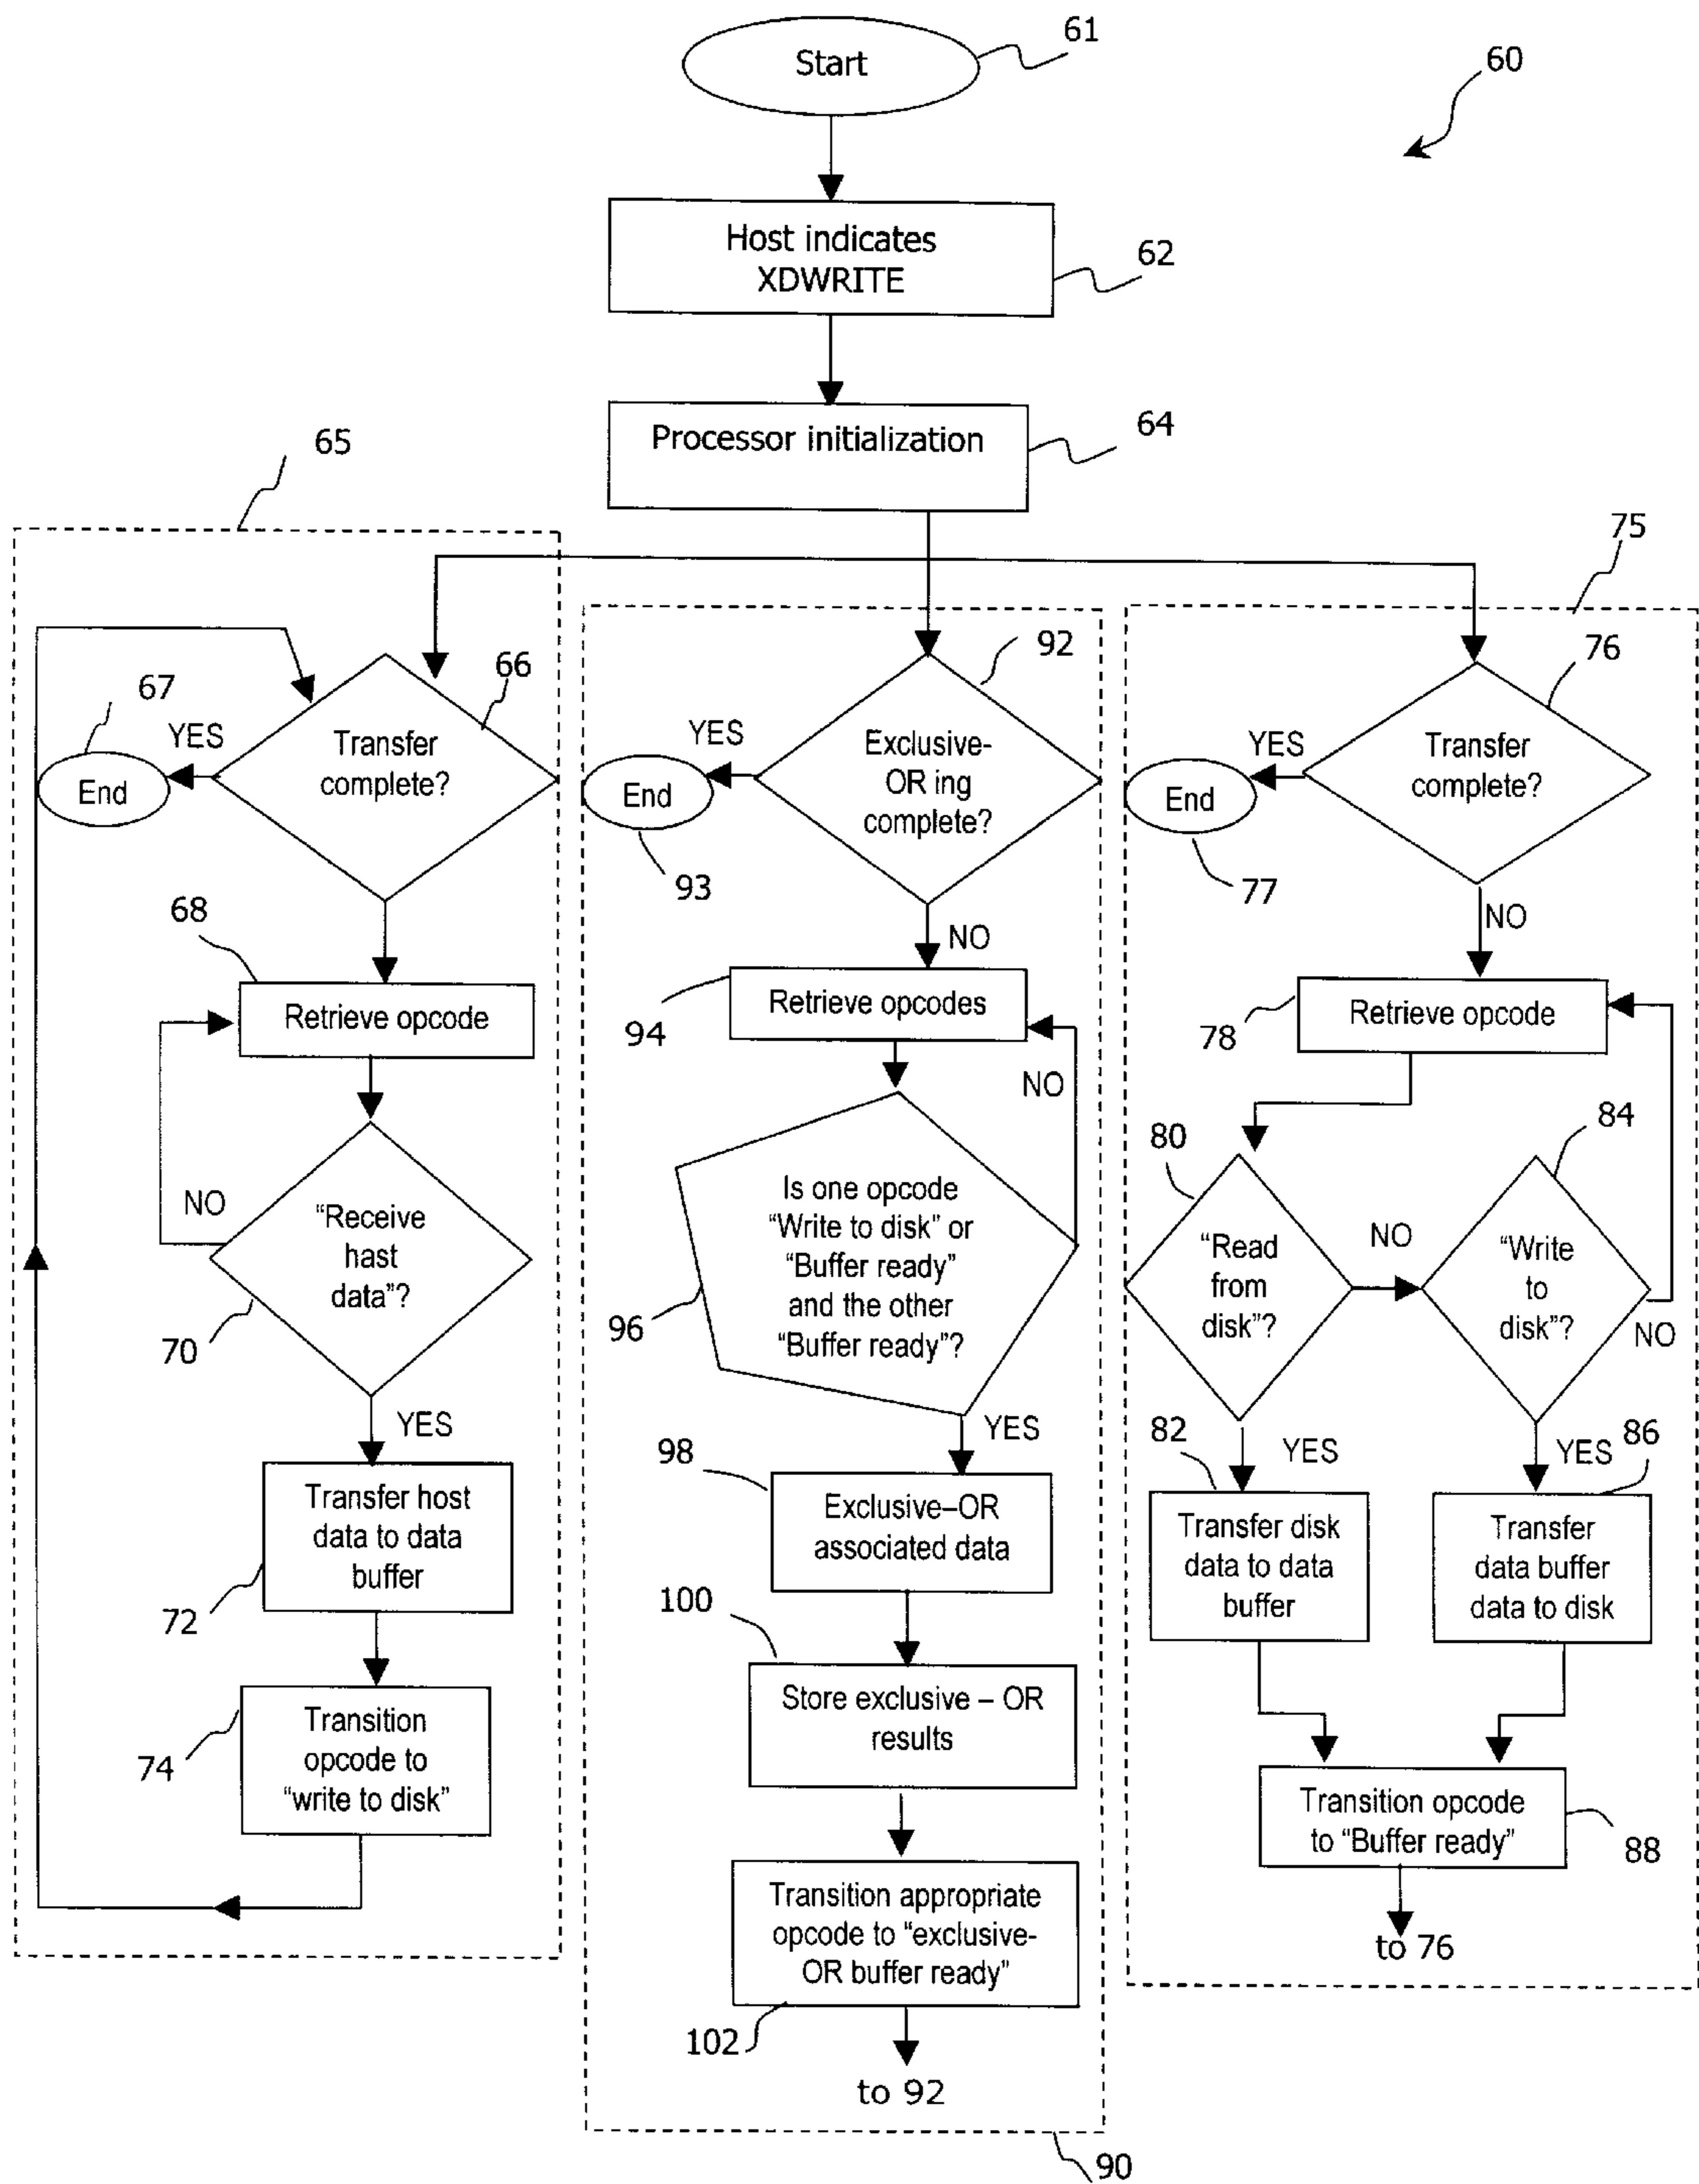 Start
61
60
Host indicates
XDWRITE
62
Processor initialization
64
65
75
66
67
YES
Transfer
complete?
End
68
Retrieve opcode
NO
"Receive
hast
data"?
70
YES
Transfer host
data to data
buffer
72
Transition
opcode to
"write to disk"
74
92
YES
Exclusive-
OR ing
complete?
End
93
NO
Retrieve opcodes
94
NO
Is one opcode
"Write to disk" or
"Buffer ready"
and the other
"Buffer ready"?
96
YES
98
Exclusive–OR
associated data
100
Store exclusive – OR
results
Transition appropriate
opcode to "exclusive-
OR buffer ready"
102
to 92
90
76
YES
Transfer
complete?
End
77
NO
Retrieve opcode
78
80
84
"Read
from
disk"?
NO
"Write
to
disk"?
NO
82
YES
YES
86
Transfer disk
data to data
buffer
Transfer
data buffer
data to disk
Transition opcode
to "Buffer ready"
88
to 76